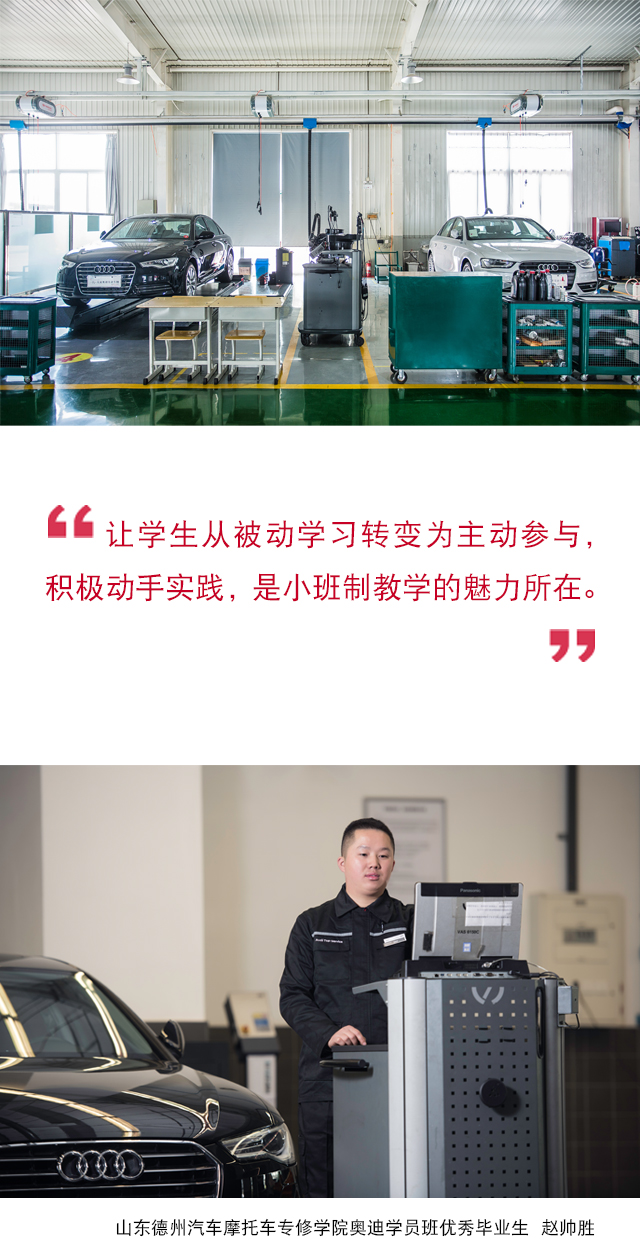 让学生从被动学习转变为主动参与，
积极动手实践，是小班制教学的魅力所在。
Panasonic
山东德州汽车摩托车专修学院奥迪学员班优秀毕业生 赵帅胜